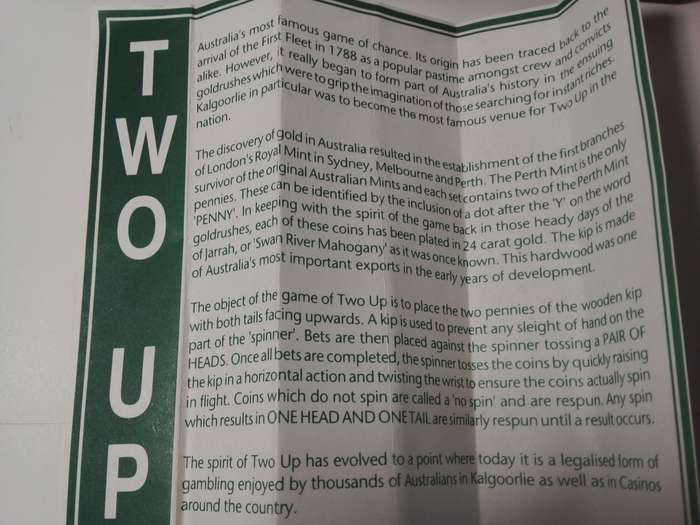 TWO UP
Australia's most famous game of chance. Its origin has been traced back to the
arrival of the First Fleet in 1788 as a popular pastime amongst crew and convicts
alike. However, it really began to form part of Australia's history in the ensuing
goldrushes which were to grip the imagination of those searching for instant riches.
Kalgoorlie in particular was to become the most famous venue for Two Up in the
nation.
The discovery of gold in Australia resulted in the establishment of the first branches
of London's Royal Mint in Sydney, Melbourne and Perth. The Perth Mint is the only
survivor of the original Australian Mints and each set contains two of the Perth Mint
pennies. These can be identified by the inclusion of a dot after the 'Y' on the word
'PENNY'. In keeping with the spirit of the game back in those heady days of the
goldrushes, each of these coins has been plated in 24 carat gold. The kip is made
of Jarrah, or 'Swan River Mahogany' as it was once known. This hardwood was one
of Australia's most important exports in the early years of development.
The object of the game of Two Up is to place the two pennies of the wooden kip
with both tails facing upwards. A kip is used to prevent any sleight of hand on the
part of the 'spinner'. Bets are then placed against the spinner tossing a PAIR OF
HEADS. Once all bets are completed, the spinner tosses the coins by quickly raising
the kip in a horizontal action and twisting the wrist to ensure the coins actually spin
in flight. Coins which do not spin are called a 'no spin' and are respun. Any spin
which results in ONE HEAD AND ONE TAIL are similarly respun until a result occurs.
The spirit of Two Up has evolved to a point where today it is a legalised form of
gambling enjoyed by thousands of Australians in Kalgoorlie as well as in Casinos
around the country.